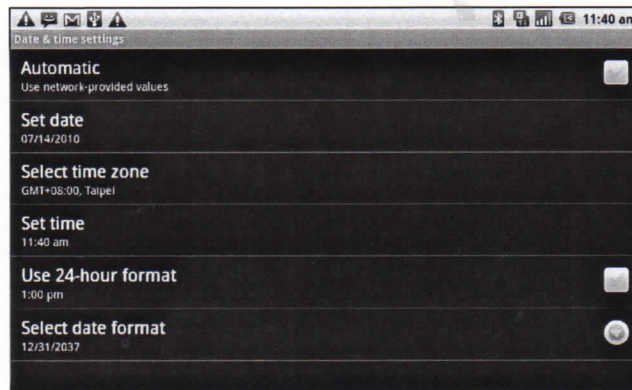 11:40 am
Date & time settings
Automatic
Use network-provided values
Set date
07/14/2010
Select time zone
GMT+08:00, Taipei
Set time
11:40 am
Use 24-hour format
1:00 pm
Select date format
12/31/2037